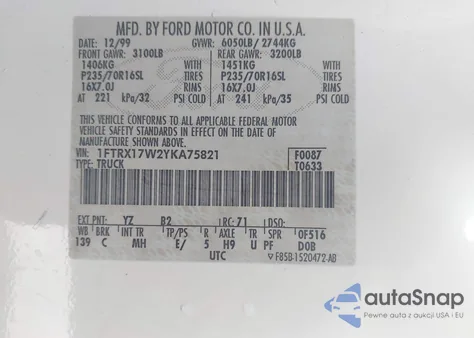 MFD. BY FORD MOTOR CO. IN U.S.A.
DATE: 12/99 GVWR: 6050LB/ 2744KG
FRONT GAWR: 3100LB REAR GAWR: 3200LB
1406KG WITH 1451KG WITH
P235/70R16SL TIRES P235/70R16SL TIRES
16X7.0J RIMS 16X7.0J RIMS
AT 221 kPa/32 PSI COLD AT 241 kPa/35 PSI COLD
THIS VEHICLE CONFORMS TO ALL APPLICABLE FEDERAL MOTOR
VEHICLE SAFETY STANDARDS IN EFFECT ON THE DATE OF
MANUFACTURE SHOWN ABOVE.
VIN: 1FTRX17W2YKA75821 F0087
TYPE: TRUCK T0633
EXT PNT: YZ B2 RC: 71 DSO:
WB BRK INT TR TP/PS R AXLE TR SPR 0F516
139 C MH E/ 5 H9 U PF DOB
UTC F85B-1520472-AB
autoSnap
Pewne auta z aukcji USA i EU